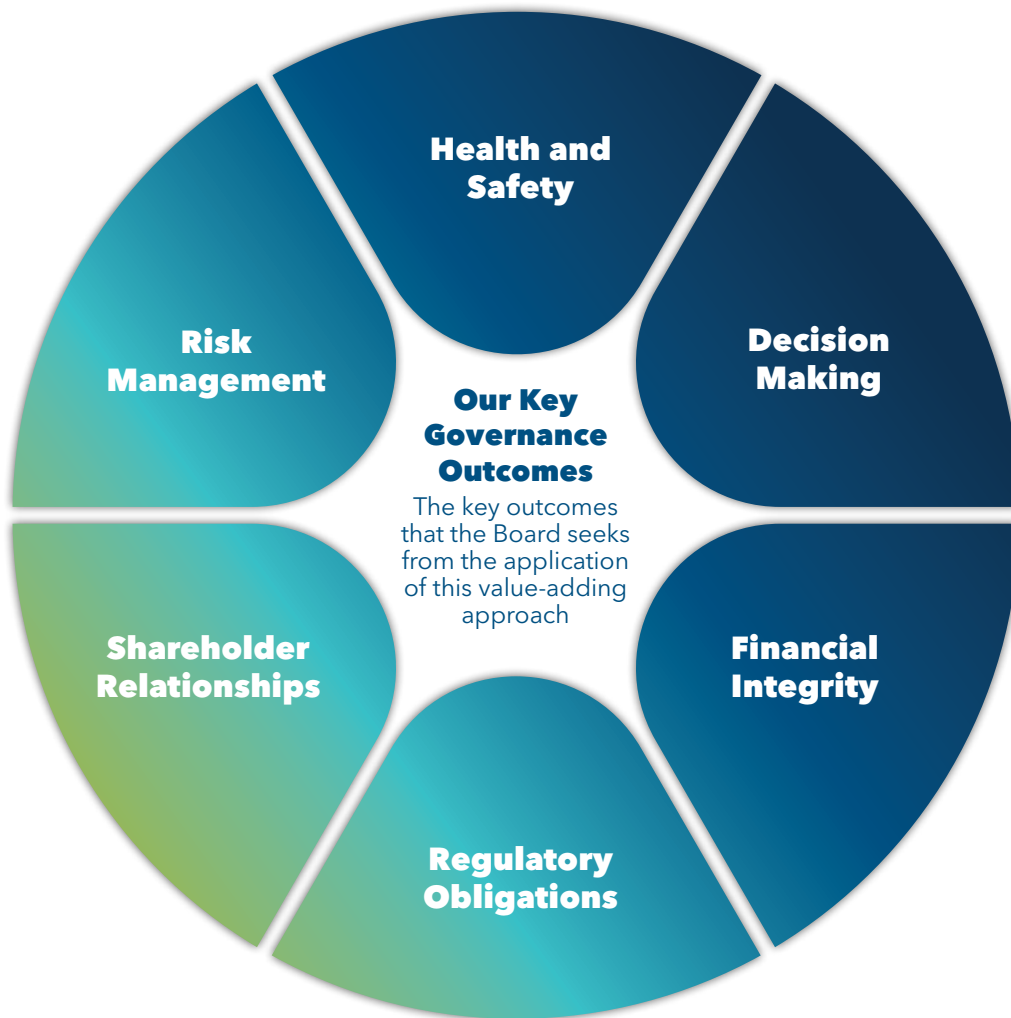 Health and
Safety
Decision
Making
Financial
Integrity
Regulatory
Obligations
Shareholder
Relationships
Risk
Management
Our Key
Governance
Outcomes
The key outcomes
that the Board seeks
from the application
of this value-adding
approach